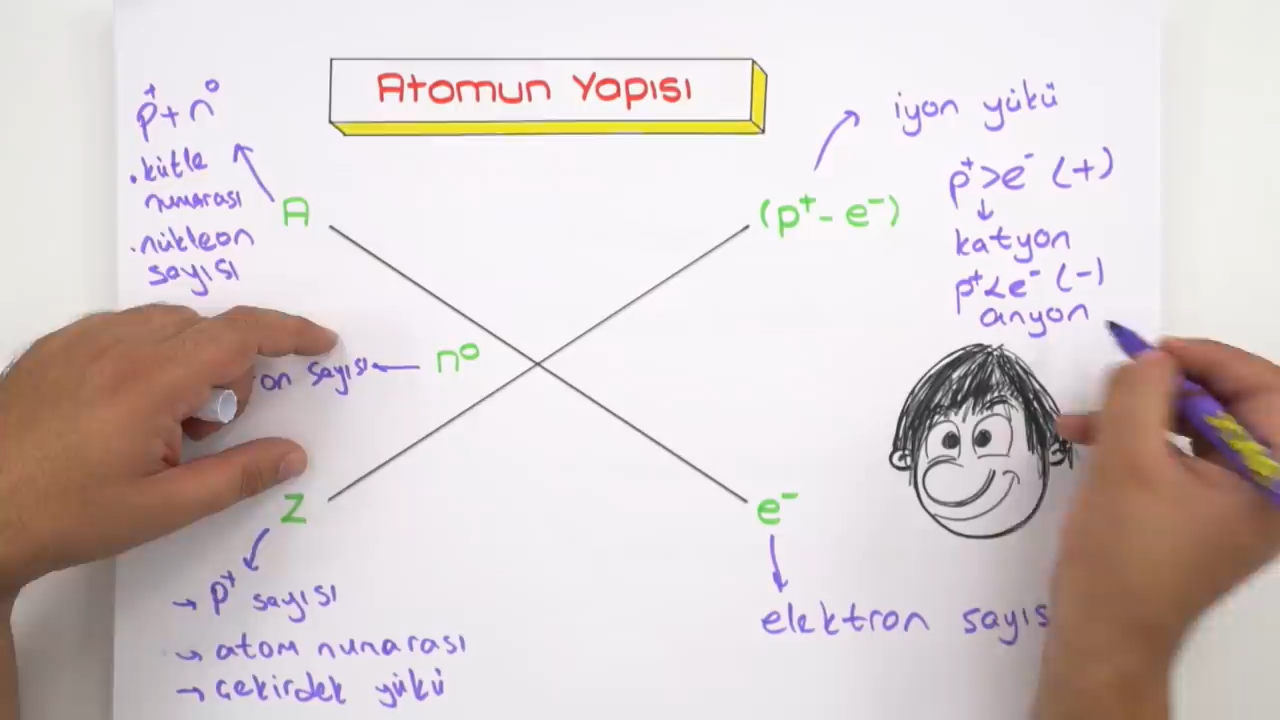 Atomun Yapısı
p⁺+n⁰
.kütle
numarası
.nükleon
sayısı
A
(p⁺-e⁻)
iyon yükü
p⁺>e⁻ (+)
katyon
p⁺<e⁻ (-)
anyon
on sayısı
n⁰
Z
e⁻
p⁺ sayısı
atom numarası
çekirdek yükü
elektron sayıs